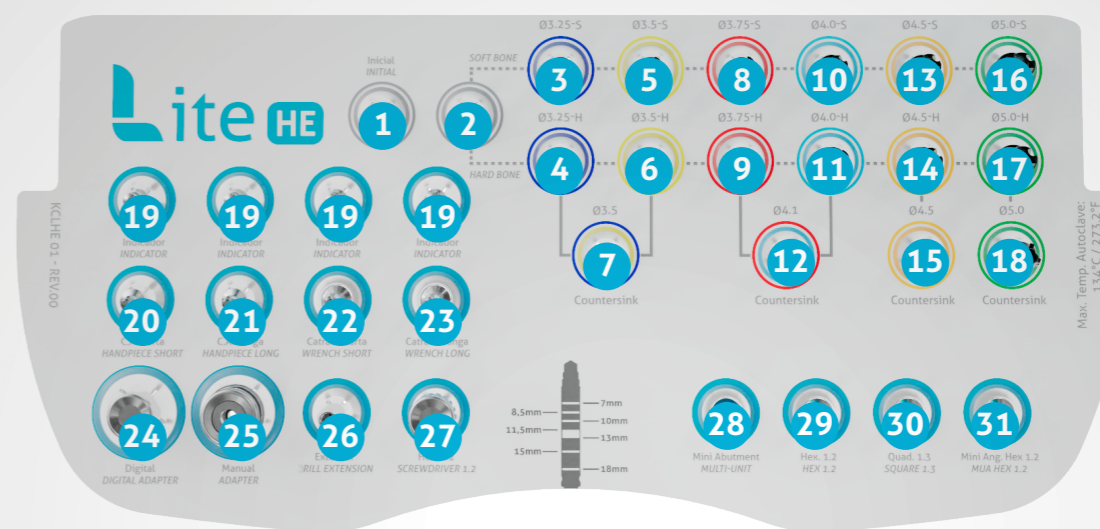 Lite HE
Inicial
INITIAL
1
2
SOFT BONE
HARD BONE
Ø3.25-S
Ø3.5-S
Ø3.75-S
Ø4.0-S
Ø4.5-S
Ø5.0-S
3
5
8
10
13
16
Ø3.25-H
Ø3.5-H
Ø3.75-H
Ø4.0-H
Ø4.5-H
Ø5.0-H
4
6
9
11
14
17
Ø3.5
Ø4.1
Ø4.5
Ø5.0
7
12
15
18
Countersink
Countersink
Countersink
Countersink
KCLHE 01 - REV.00
Max. Temp. Autoclave:
134°C / 273,2°F
19
19
19
19
Indicador
INDICATOR
Indicador
INDICATOR
Indicador
INDICATOR
Indicador
INDICATOR
20
21
22
23
HANDPIECE SHORT
HANDPIECE LONG
WRENCH SHORT
WRENCH LONG
24
25
26
27
Digital
DIGITAL ADAPTER
Manual
ADAPTER
EXTENSION
SCREWDRIVER 1.2
7mm
8,5mm
10mm
11,5mm
13mm
15mm
18mm
28
29
30
31
Mini Abutment
MULTI-UNIT
Hex. 1.2
HEX 1.2
Quad. 1.3
SQUARE 1.3
Mini Ang. Hex 1.2
MUA HEX 1.2